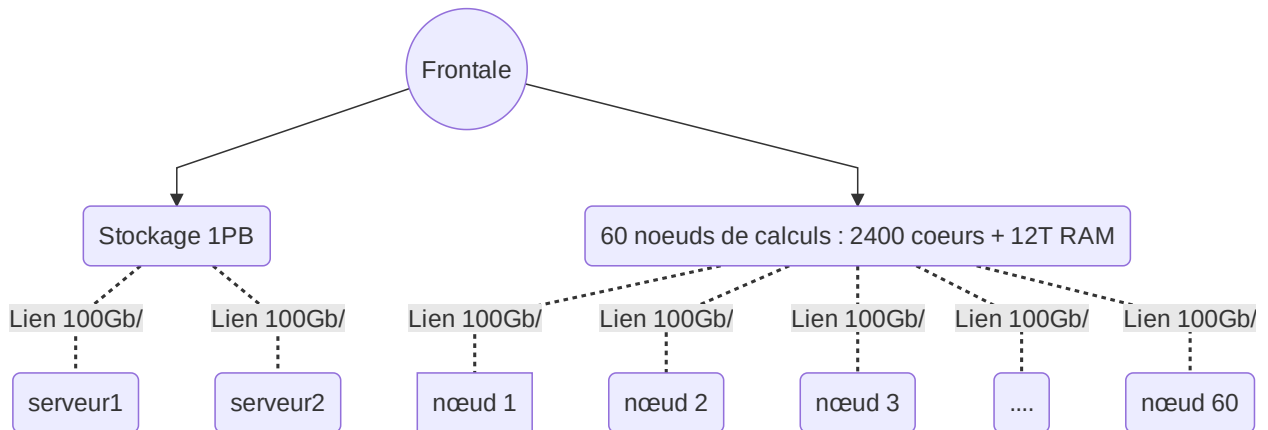 Frontale
Stockage 1PB
60 noeuds de calculs : 2400 coeurs + 12T RAM
Lien 100Gb/
Lien 100Gb/
Lien 100Gb/
Lien 100Gb/
Lien 100Gb/
Lien 100Gb/
Lien 100Gb/
serveur1
serveur2
nœud 1
nœud 2
nœud 3
....
nœud 60